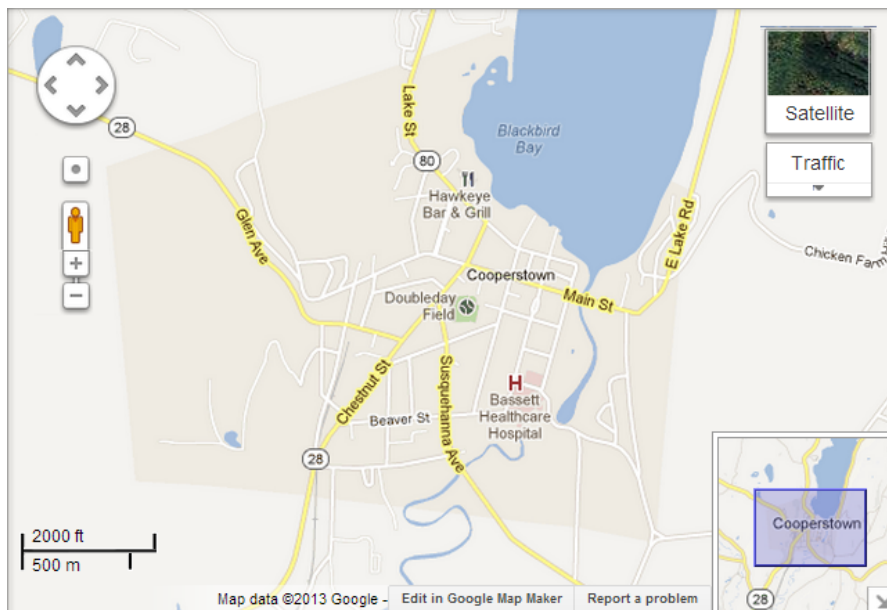 Satellite
Traffic
28
Lake St
80
Blackbird
Bay
Hawkeye
Bar & Grill
Glen Ave
E Lake Rd
Chicken Farm
Cooperstown
Main St
Doubleday
Field
Chestnut St
Susquehanna Ave
H
Bassett
Healthcare
Hospital
Beaver St
28
2000 ft
500 m
Cooperstown
28
Map data ©2013 Google -
Edit in Google Map Maker
Report a problem